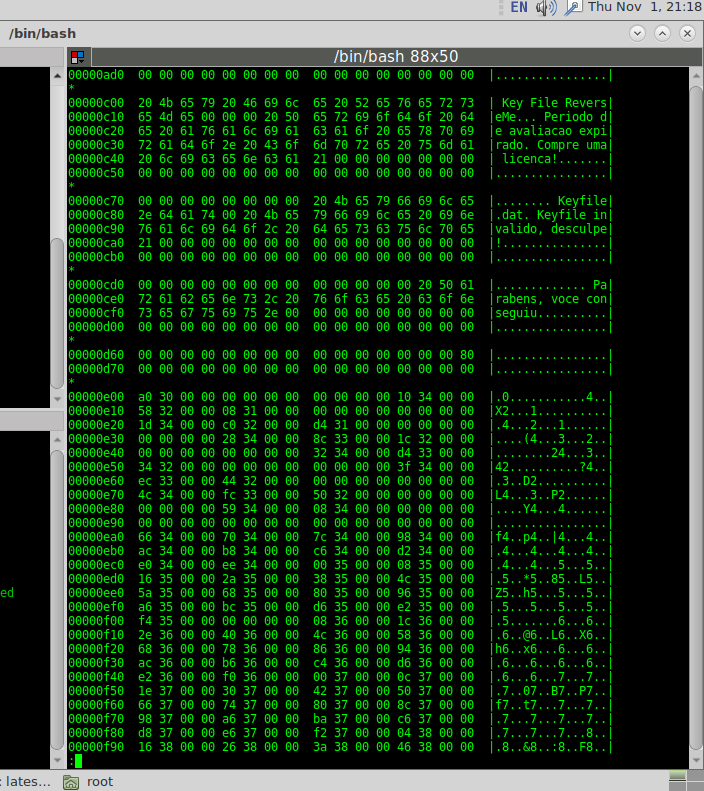 EN Thu Nov 1, 21:18
/bin/bash
/bin/bash 88x50
00000ad0 00 00 00 00 00 00 00 00 00 00 00 00 00 00 00 00 |................|
*
00000c00 20 4b 65 79 20 46 69 6c 65 20 52 65 76 65 72 73 | Key File Revers|
00000c10 65 4d 65 00 00 00 20 50 65 72 69 6f 64 6f 20 64 |eMe... Periodo d|
00000c20 65 20 61 76 61 6c 69 61 63 61 6f 20 65 78 70 69 |e avaliacao expi|
00000c30 72 61 64 6f 2e 20 43 6f 6d 70 72 65 20 75 6d 61 |rado. Compre uma|
00000c40 20 6c 69 63 65 6e 63 61 21 00 00 00 00 00 00 00 | licenca!.......|
00000c50 00 00 00 00 00 00 00 00 00 00 00 00 00 00 00 00 |................|
*
00000c70 00 00 00 00 00 00 00 00 20 4b 65 79 66 69 6c 65 |........ Keyfile|
00000c80 2e 64 61 74 00 20 4b 65 79 66 69 6c 65 20 69 6e |.dat. Keyfile in|
00000c90 76 61 6c 69 64 6f 2c 20 64 65 73 63 75 6c 70 65 |valido, desculpe|
00000ca0 21 00 00 00 00 00 00 00 00 00 00 00 00 00 00 00 |!...............|
00000cb0 00 00 00 00 00 00 00 00 00 00 00 00 00 00 00 00 |................|
*
00000cd0 00 00 00 00 00 00 00 00 00 00 00 00 00 20 50 61 |............. Pa|
00000ce0 72 61 62 65 6e 73 2c 20 76 6f 63 65 20 63 6f 6e |rabens, voce con|
00000cf0 73 65 67 75 69 75 2e 00 00 00 00 00 00 00 00 00 |seguiu..........|
00000d00 00 00 00 00 00 00 00 00 00 00 00 00 00 00 00 00 |................|
*
00000d60 00 00 00 00 00 00 00 00 00 00 00 00 00 00 00 80 |................|
00000d70 00 00 00 00 00 00 00 00 00 00 00 00 00 00 00 00 |................|
*
00000e00 a0 30 00 00 00 00 00 00 00 00 00 00 10 34 00 00 |.0...........4..|
00000e10 58 32 00 00 08 31 00 00 00 00 00 00 00 00 00 00 |X2...1..........|
00000e20 1d 34 00 00 c0 32 00 00 d4 31 00 00 00 00 00 00 |.4...2...1......|
00000e30 00 00 00 00 28 34 00 00 8c 33 00 00 1c 32 00 00 |....(4...3...2..|
00000e40 00 00 00 00 00 00 00 00 32 34 00 00 d4 33 00 00 |........24...3..|
00000e50 34 32 00 00 00 00 00 00 00 00 00 00 3f 34 00 00 |42..........?4..|
00000e60 ec 33 00 00 44 32 00 00 00 00 00 00 00 00 00 00 |.3..D2..........|
00000e70 4c 34 00 00 fc 33 00 00 50 32 00 00 00 00 00 00 |L4...3..P2......|
00000e80 00 00 00 00 59 34 00 00 08 34 00 00 00 00 00 00 |....Y4...4......|
00000e90 00 00 00 00 00 00 00 00 00 00 00 00 00 00 00 00 |................|
00000ea0 66 34 00 00 70 34 00 00 7c 34 00 00 98 34 00 00 |f4..p4..|4...4..|
00000eb0 ac 34 00 00 b8 34 00 00 c6 34 00 00 d2 34 00 00 |.4...4...4...4..|
00000ec0 e0 34 00 00 ee 34 00 00 00 35 00 00 08 35 00 00 |.4...4...5...5..|
00000ed0 16 35 00 00 2a 35 00 00 38 35 00 00 4c 35 00 00 |.5..*5..85..L5..|
00000ee0 5a 35 00 00 68 35 00 00 80 35 00 00 96 35 00 00 |Z5..h5...5...5..|
00000ef0 a6 35 00 00 bc 35 00 00 d6 35 00 00 e2 35 00 00 |.5...5...5...5..|
00000f00 f4 35 00 00 00 00 00 00 08 36 00 00 1c 36 00 00 |.5.......6...6..|
00000f10 2e 36 00 00 40 36 00 00 4c 36 00 00 58 36 00 00 |.6..@6..L6..X6..|
00000f20 68 36 00 00 78 36 00 00 86 36 00 00 94 36 00 00 |h6..x6...6...6..|
00000f30 ac 36 00 00 b6 36 00 00 c4 36 00 00 d6 36 00 00 |.6...6...6...6..|
00000f40 e2 36 00 00 f0 36 00 00 00 37 00 00 0c 37 00 00 |.6...6...7...7..|
00000f50 1e 37 00 00 30 37 00 00 42 37 00 00 50 37 00 00 |.7..07..B7..P7..|
00000f60 66 37 00 00 74 37 00 00 80 37 00 00 8c 37 00 00 |f7..t7...7...7..|
00000f70 98 37 00 00 a6 37 00 00 ba 37 00 00 c6 37 00 00 |.7...7...7...7..|
00000f80 d8 37 00 00 e6 37 00 00 f2 37 00 00 04 38 00 00 |.7...7...7...8..|
00000f90 16 38 00 00 26 38 00 00 3a 38 00 00 46 38 00 00 |.8..&8..:8..F8..|
:
ed
: lates... root